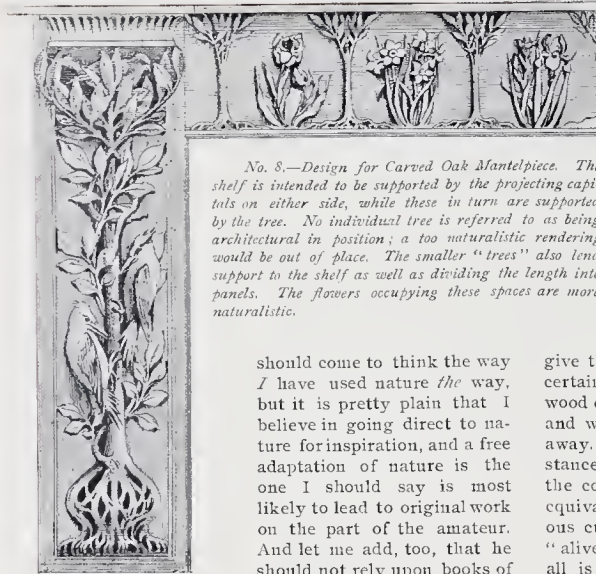 No. 8.—Design for Carved Oak Mantelpiece. Th
shelf is intended to be supported by the projecting capi
tals on either side, while these in turn are supported
by the tree. No individual tree is referred to as being
architectural in position; a too naturalistic rendering
would be out of place. The smaller "trees" also lend
support to the shelf as well as dividing the length int
panels. The flowers occupying these spaces are more
naturalistic.
should come to think the way
I have used nature the way,
but it is pretty plain that I
believe in going direct to na-
ture for inspiration, and a free
adaptation of nature is the
one I should say is most
likely to lead to original work
on the part of the amateur.
And let me add, too, that he
should not rely upon books of
give t
certain
wood
and w
away.
stance
the co
equiva
ous cu
"alive
all is